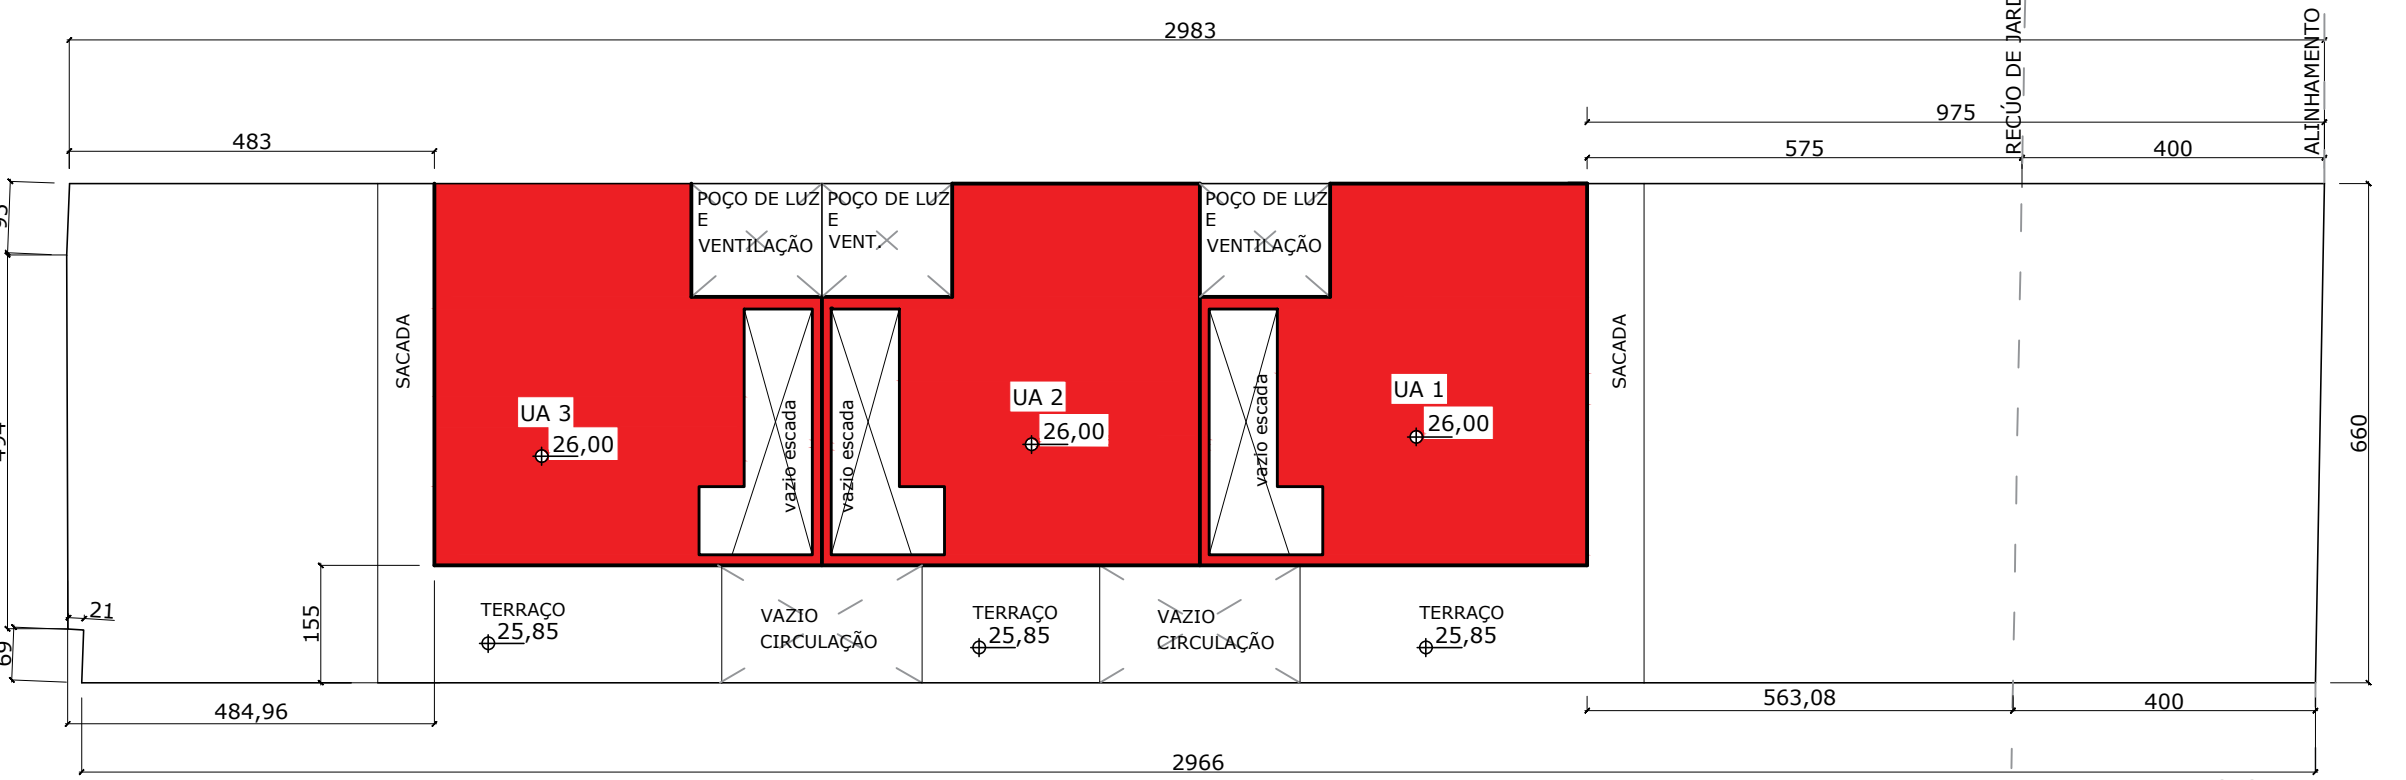 2983
RECÚO DE JARD
ALINHAMENTO
975
483
575
400
POÇO DE LUZ
E
VENTILAÇÃO
POÇO DE LUZ
E
VENT.
POÇO DE LUZ
E
VENTILAÇÃO
SACADA
SACADA
UA 3
26,00
UA 2
26,00
UA 1
26,00
vazio escada
vazio escada
vazio escada
660
21
155
69
TERRAÇO
25,85
VAZIO
CIRCULAÇÃO
TERRAÇO
25,85
VAZIO
CIRCULAÇÃO
TERRAÇO
25,85
484,96
563,08
400
2966